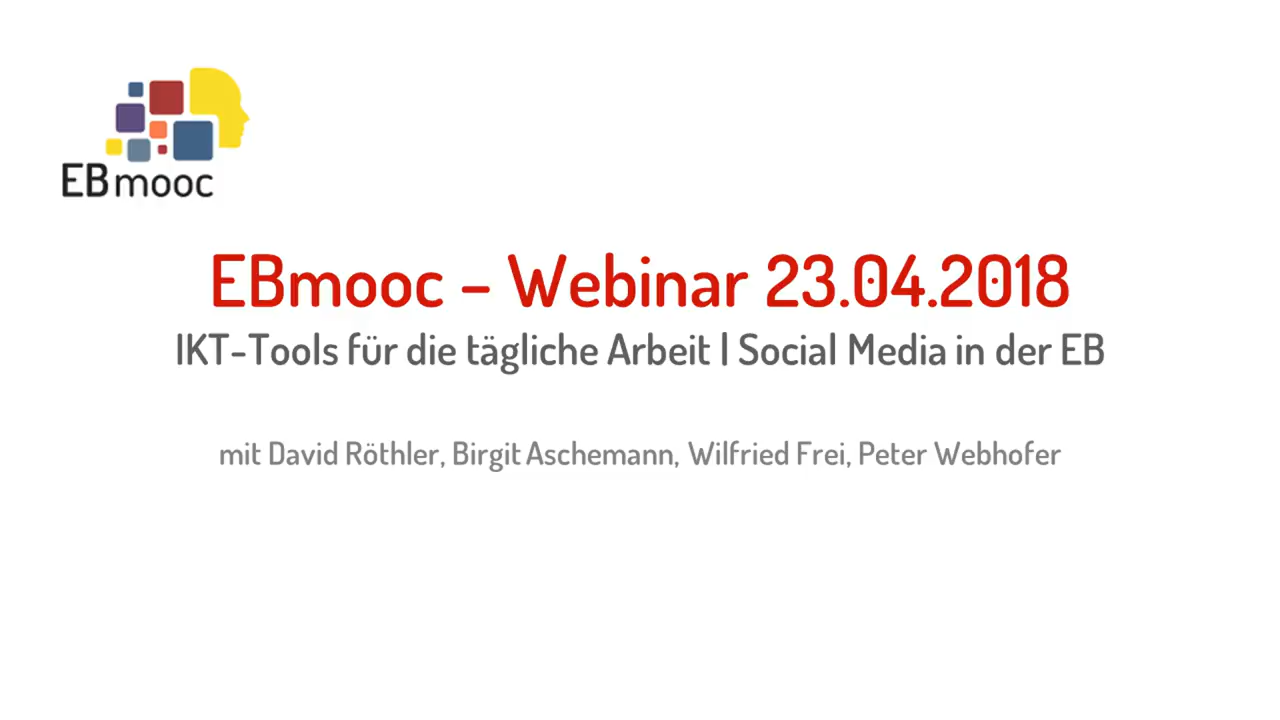 EBmooc
EBmooc – Webinar 23.04.2018
IKT-Tools für die tägliche Arbeit | Social Media in der EB
mit David Röthler, Birgit Aschemann, Wilfried Frei, Peter Webhofer